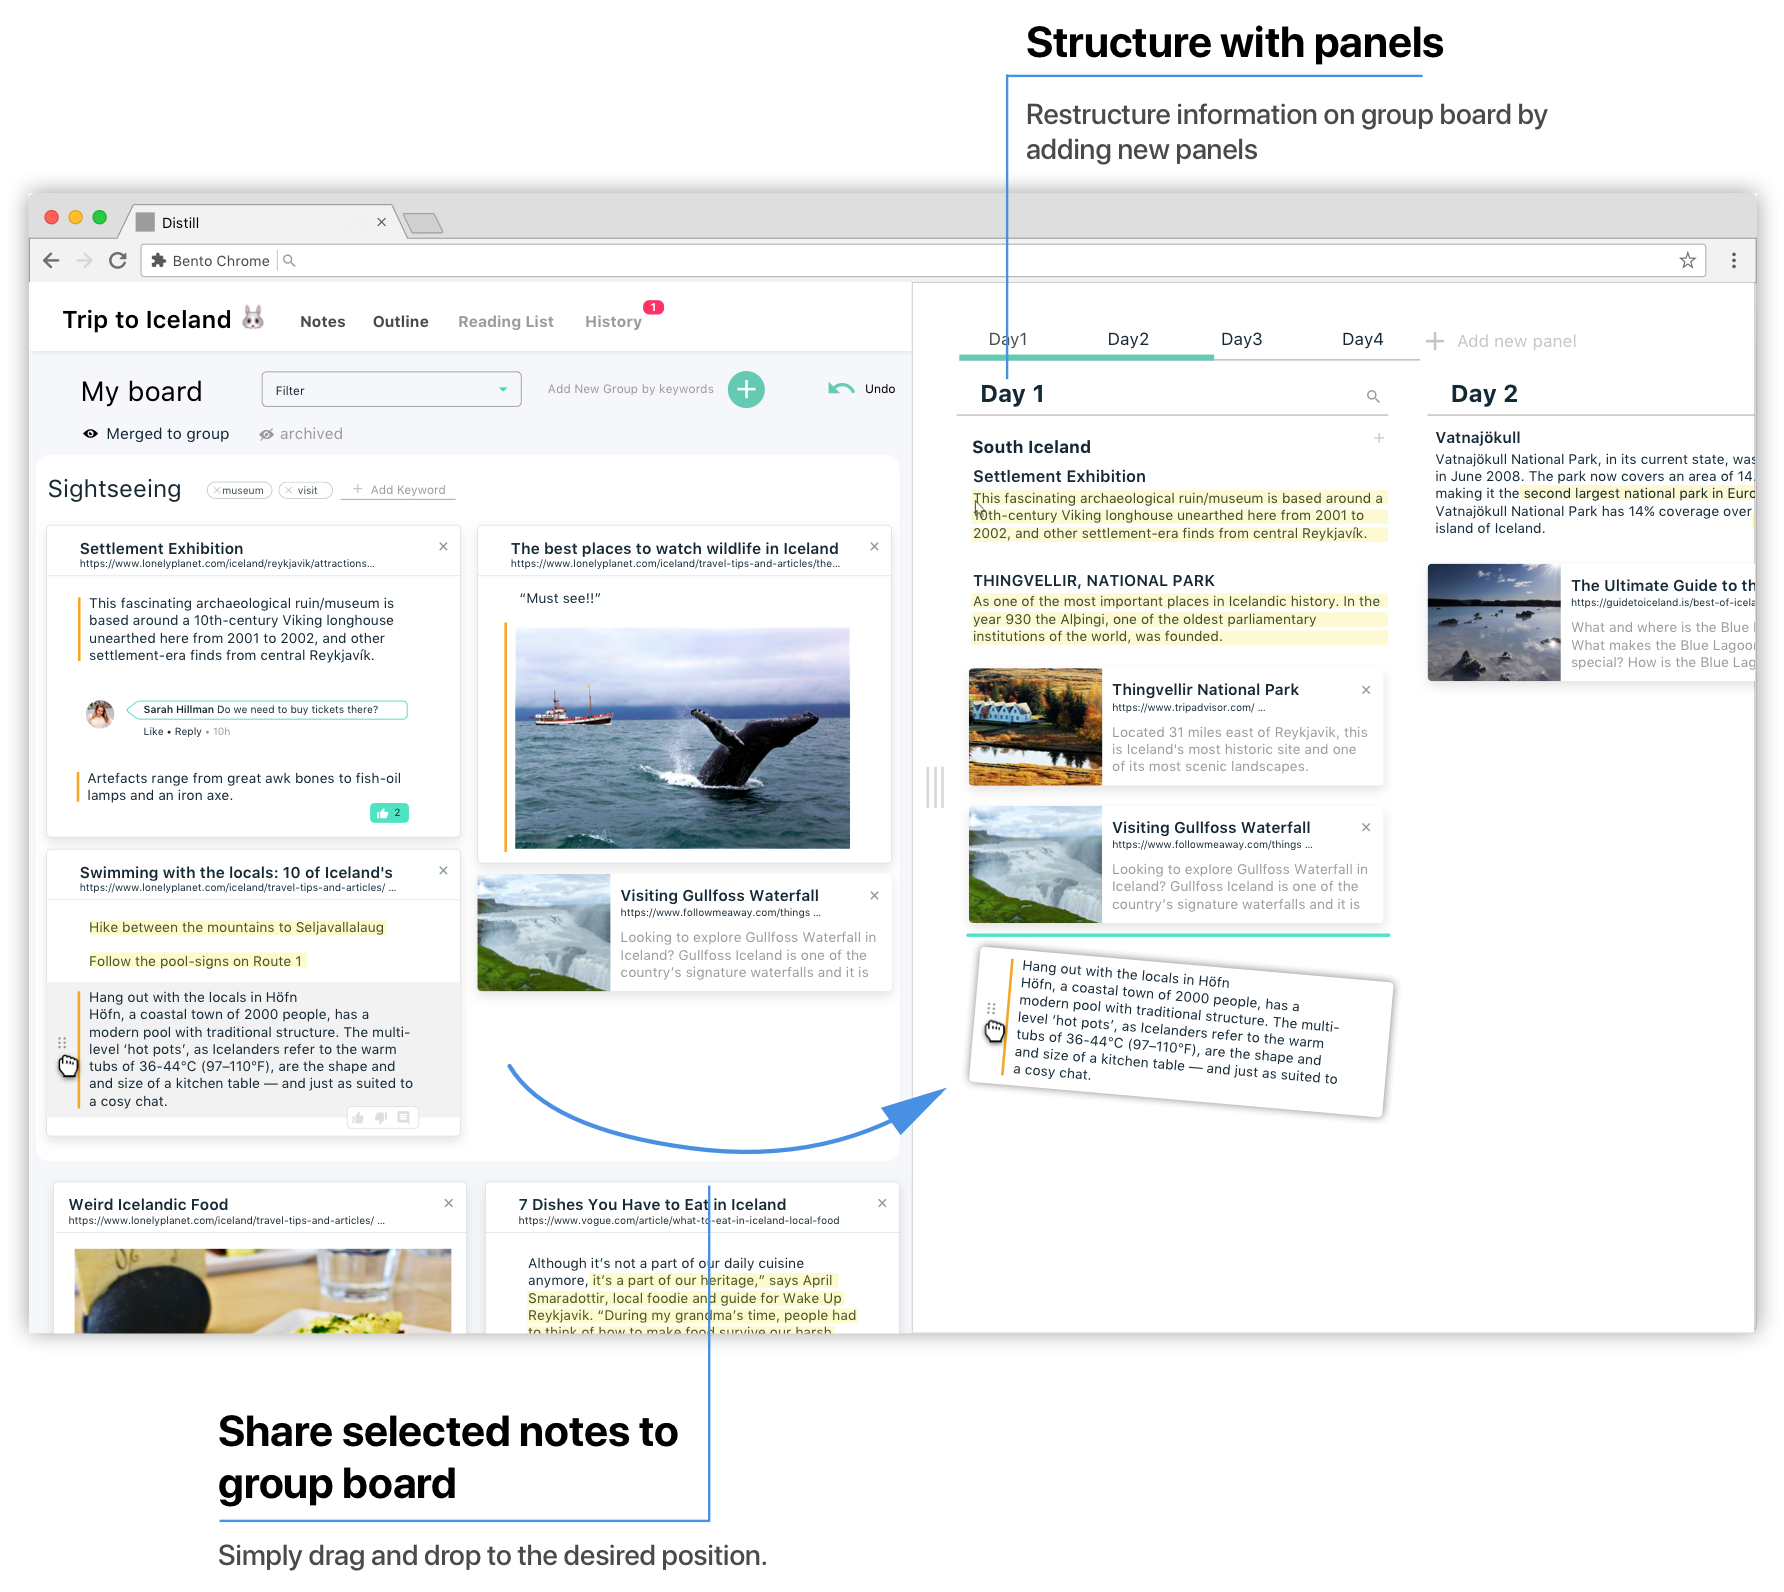 Structure with panels
Restructure information on group board by
adding new panels
Distill
Bento Chrome
Trip to Iceland
Notes
Outline
Reading List
History
1
My board
Filter
Add New Group by keywords
Undo
Merged to group
archived
Sightseeing
museum
visit
Add Keyword
Settlement Exhibition
https://www.lonelyplanet.com/iceland/reykjavik/attractions...
This fascinating archaeological ruin/museum is
based around a 10th-century Viking longhouse
unearthed here from 2001 to 2002, and other
settlement-era finds from central Reykjavík.
Sarah Hillman Do we need to buy tickets there?
Like • Reply • 10h
Artefacts range from great awk bones to fish-oil
lamps and an iron axe.
2
Swimming with the locals: 10 of Iceland's
https://www.lonelyplanet.com/iceland/travel-tips-and-articles/ ...
Hike between the mountains to Seljavallalaug
Follow the pool-signs on Route 1
Hang out with the locals in Höfn
Höfn, a coastal town of 2000 people, has a
modern pool with traditional structure. The multi-
level ‘hot pots’, as Icelanders refer to the warm
tubs of 36-44°C (97–110°F), are the shape and
and size of a kitchen table — and just as suited to
a cosy chat.
The best places to watch wildlife in Iceland
https://www.lonelyplanet.com/iceland/travel-tips-and-articles/the...
“Must see!!”
Visiting Gullfoss Waterfall
https://www.followmeaway.com/things ...
Looking to explore Gullfoss Waterfall in
Iceland? Gullfoss Iceland is one of the
country’s signature waterfalls and it is
Weird Icelandic Food
https://www.lonelyplanet.com/iceland/travel-tips-and-articles/ ...
7 Dishes You Have to Eat in Iceland
https://www.vogue.com/article/what-to-eat-in-iceland-local-food
Although it’s not a part of our daily cuisine
anymore, it’s a part of our heritage,” says April
Smaradottir, local foodie and guide for Wake Up
Reykjavik. “During my grandma’s time, people had
to think of how to make food survive our harsh
Day1
Day2
Day3
Day4
Add new panel
Day 1
South Iceland
Settlement Exhibition
This fascinating archaeological ruin/museum is based around a
10th-century Viking longhouse unearthed here from 2001 to
2002, and other settlement-era finds from central Reykjavík.
THINGVELLIR, NATIONAL PARK
As one of the most important places in Icelandic history. In the
year 930 the Alþingi, one of the oldest parliamentary
institutions of the world, was founded.
Thingvellir National Park
https://www.tripadvisor.com/ ...
Located 31 miles east of Reykjavik, this
is Iceland's most historic site and one
of its most scenic landscapes.
Visiting Gullfoss Waterfall
https://www.followmeaway.com/things ...
Looking to explore Gullfoss Waterfall in
Iceland? Gullfoss Iceland is one of the
country’s signature waterfalls and it is
Hang out with the locals in Höfn
Höfn, a coastal town of 2000 people, has a
modern pool with traditional structure. The multi-
level ‘hot pots’, as Icelanders refer to the warm
tubs of 36-44°C (97–110°F), are the shape and
and size of a kitchen table — and just as suited to
a cosy chat.
Day 2
Vatnajökull
Vatnajökull National Park, in its current state, was
in June 2008. The park now covers an area of 14.
making it the second largest national park in Euro
Vatnajökull National Park has 14% coverage over
island of Iceland.
The Ultimate Guide to th
https://guidetoiceland.is/best-of-icela
What and where is the Blue
What makes the Blue Lagoo
special? How is the Blue Lag
Share selected notes to
group board
Simply drag and drop to the desired position.